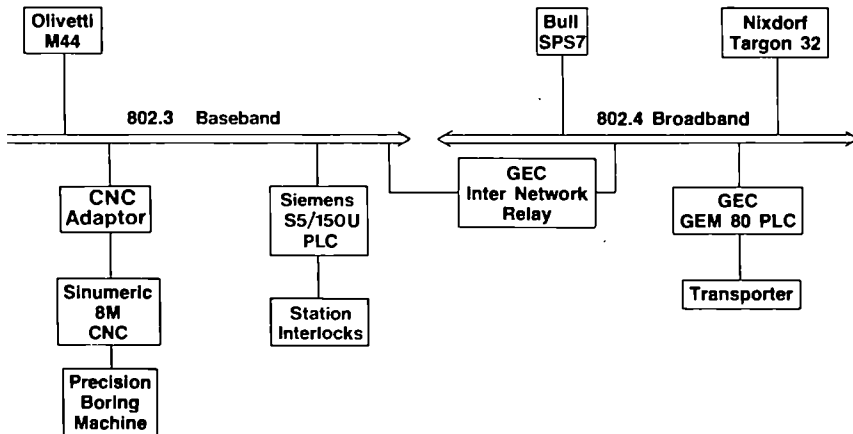 Olivetti
M44
Bull
SPS7
Nixdorf
Targon 32
802.3 Baseband
802.4 Broadband
CNC
Adaptor
Siemens
S5/150U
PLC
GEC
Inter Network
Relay
GEC
GEM 80 PLC
Sinumeric
8M
CNC
Station
Interlocks
Transporter
Precision
Boring
Machine